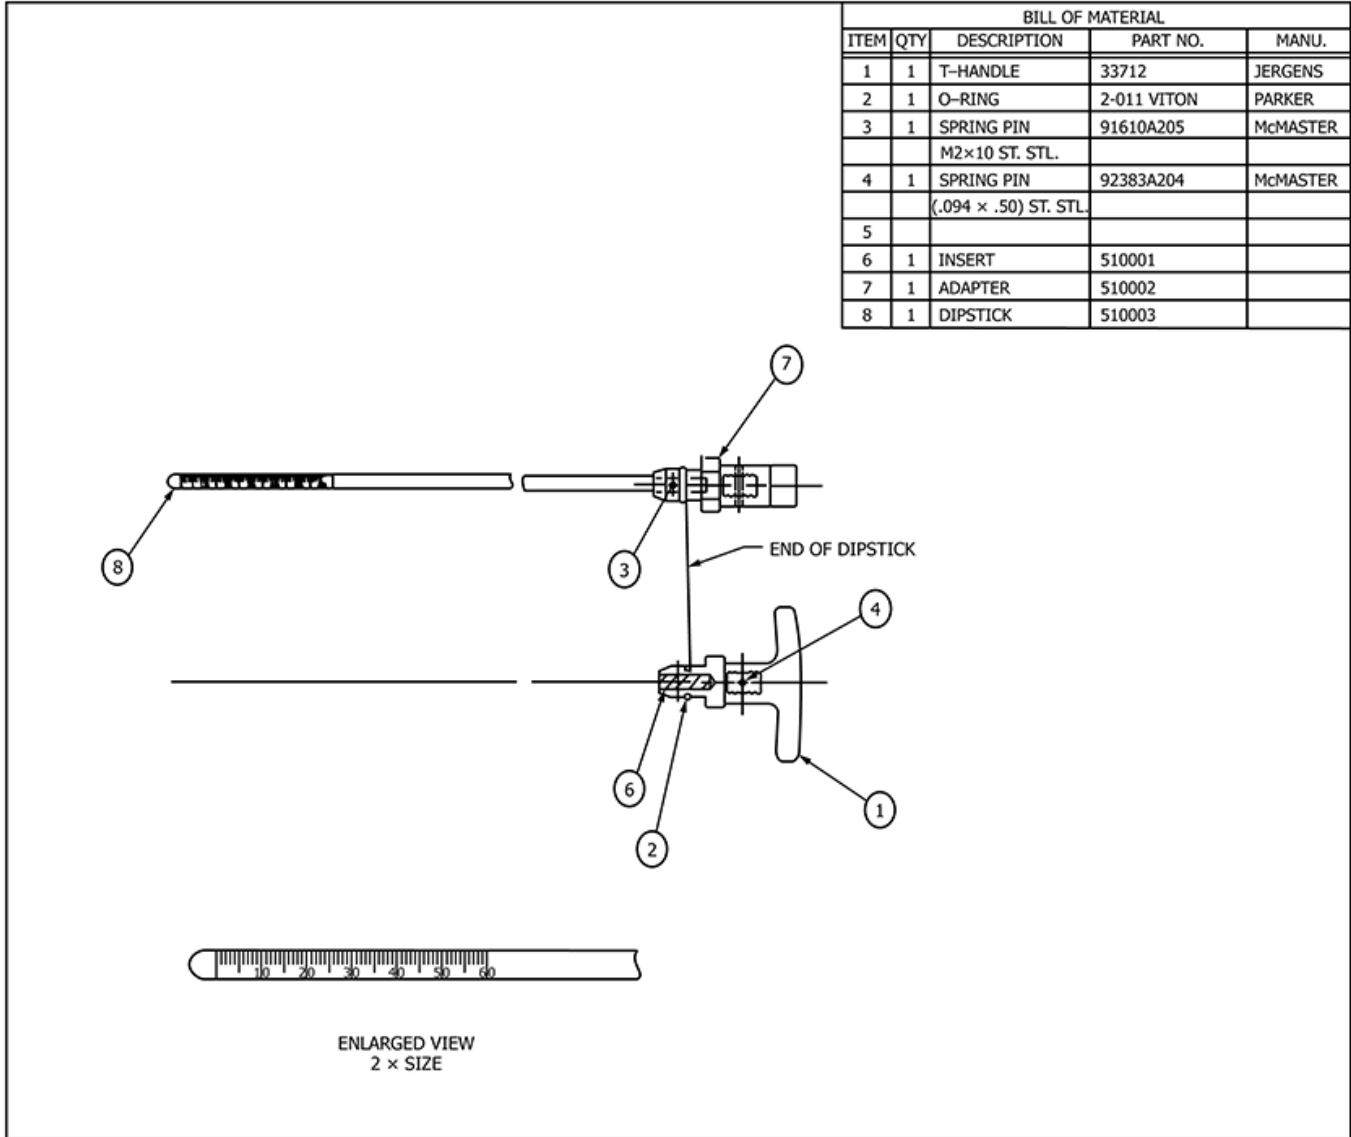 BILL OF MATERIAL
ITEM QTY DESCRIPTION PART NO. MANU.
1 1 T–HANDLE 33712 JERGENS
2 1 O–RING 2-011 VITON PARKER
3 1 SPRING PIN 91610A205 McMASTER
M2×10 ST. STL.
4 1 SPRING PIN 92383A204 McMASTER
(.094 × .50) ST. STL.
5
6 1 INSERT 510001
7 1 ADAPTER 510002
8 1 DIPSTICK 510003
7
8
3
END OF DIPSTICK
4
6
2
1
10 20 30 40 50 60
ENLARGED VIEW
2 × SIZE